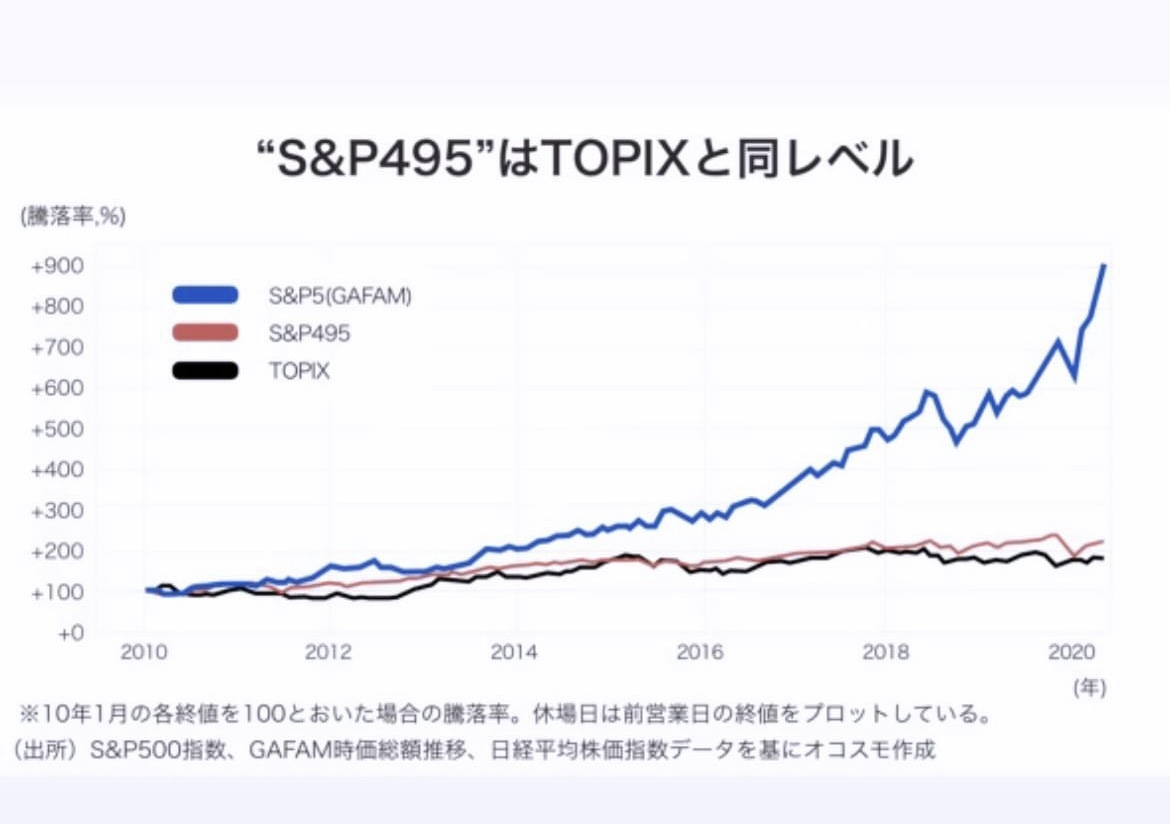 “S&P495”はTOPIXと同レベル
(騰落率,%)
+900
+800
+700
+600
+500
+400
+300
+200
+100
+0
S&P5(GAFAM)
S&P495
TOPIX
2010 2012 2014 2016 2018 2020
(年)
※10年1月の各終値を100とおいた場合の騰落率。休場日は前営業日の終値をプロットしている。
（出所）S&P500指数、GAFAM時価総額推移、日経平均株価指数データを基にオコスモ作成